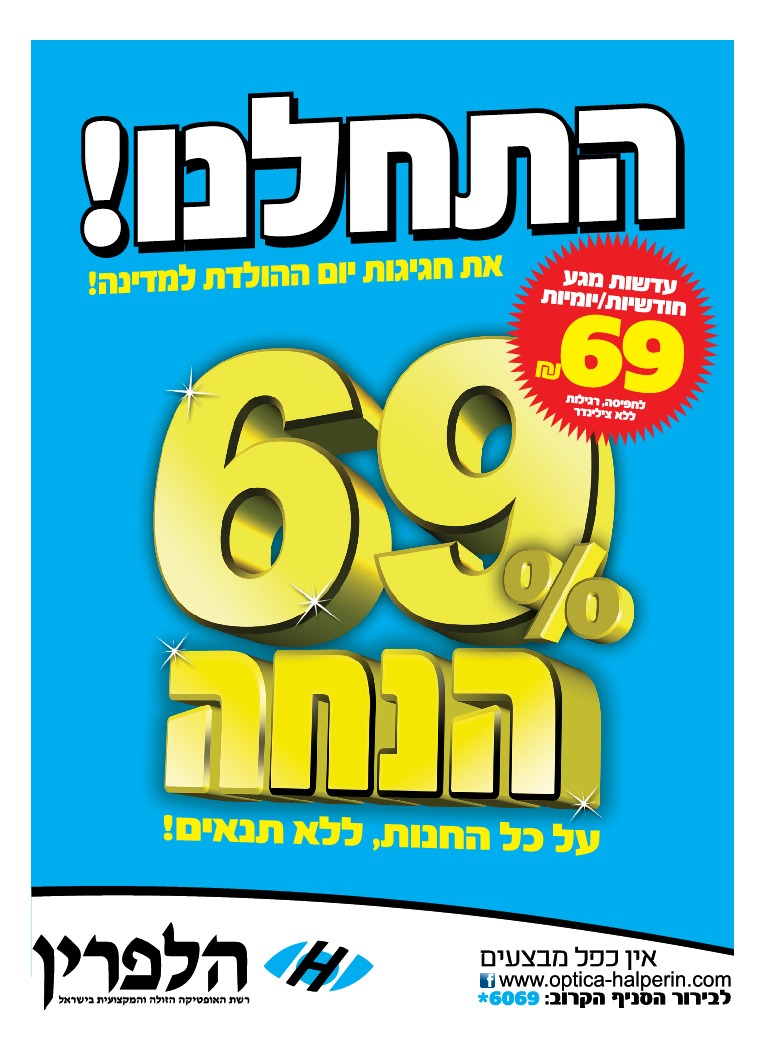 התחלנו!
את חגיגות יום ההולדת למדינה!
עדשות מגע
חודשיות/יומיות
69 ₪
לחפיסה, רגילות
ללא צילינדר
69%
הנחה
על כל החנות, ללא תנאים!
הלפרין
רשת האופטיקה הזולה והמקצועית בישראל
H
אין כפל מבצעים
f www.optica-halperin.com
לבירור הסניף הקרוב: 6069*